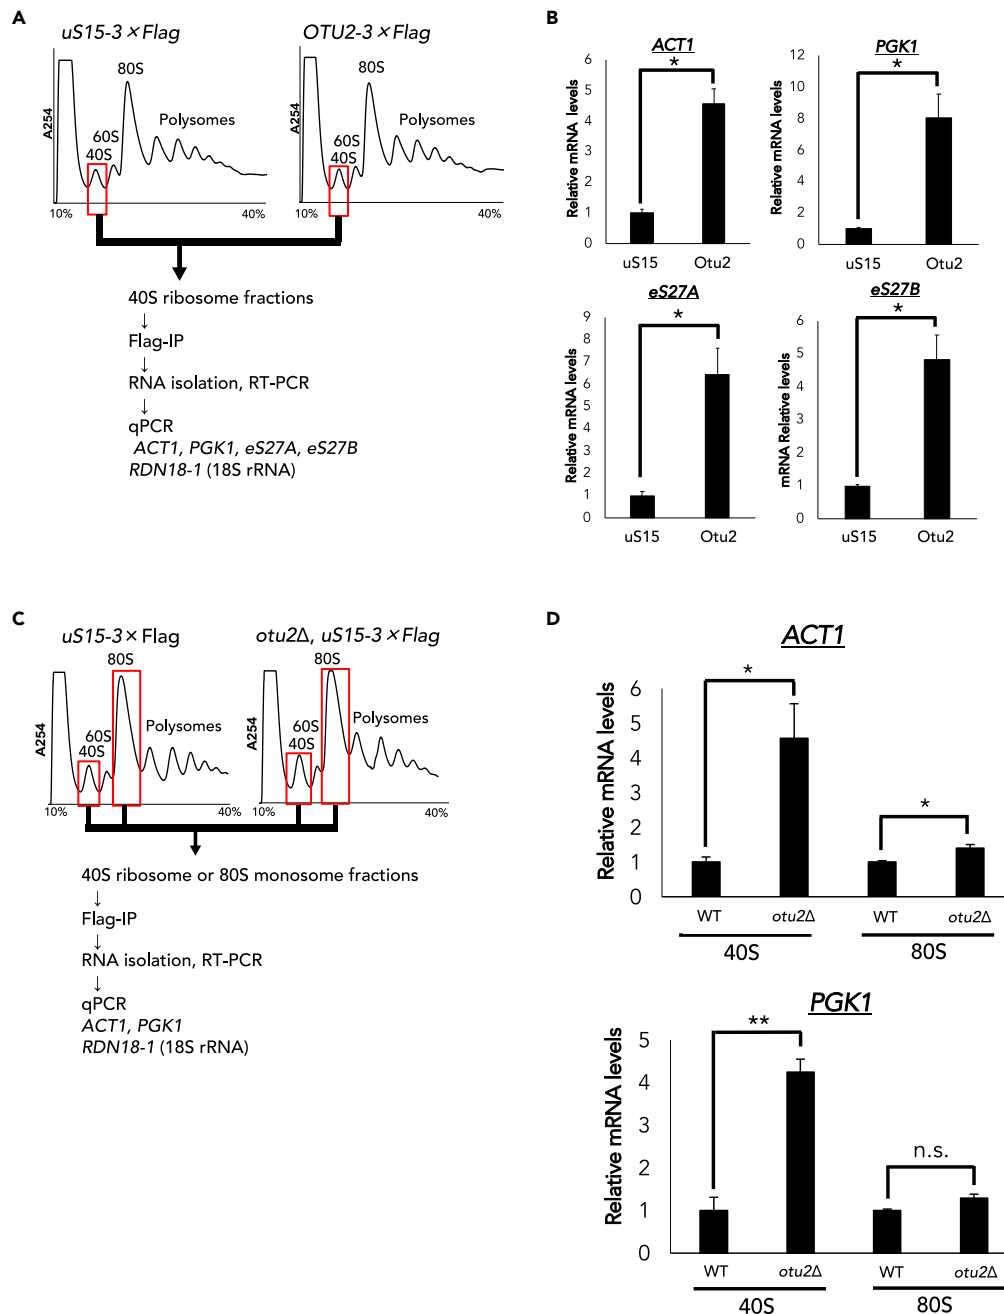 A
uS15-3×Flag
OTU2-3×Flag
A254
80S
60S
40S
Polysomes
10%
40%
A254
80S
60S
40S
Polysomes
10%
40%
40S ribosome fractions
↓
Flag-IP
↓
RNA isolation, RT-PCR
↓
qPCR
ACT1, PGK1, eS27A, eS27B
RDN18-1 (18S rRNA)
B
ACT1
Relative mRNA levels
6
5
4
3
2
1
0
*
uS15
Otu2
PGK1
Relative mRNA levels
12
10
8
6
4
2
0
*
uS15
Otu2
eS27A
Relative mRNA levels
9
8
7
6
5
4
3
2
1
0
*
uS15
Otu2
eS27B
mRNA Relative levels
6
5
4
3
2
1
0
*
uS15
Otu2
C
uS15-3×Flag
otu2Δ, uS15-3×Flag
A254
80S
60S
40S
Polysomes
10%
40%
A254
80S
60S
40S
Polysomes
10%
40%
40S ribosome or 80S monosome fractions
↓
Flag-IP
↓
RNA isolation, RT-PCR
↓
qPCR
ACT1, PGK1
RDN18-1 (18S rRNA)
D
ACT1
Relative mRNA levels
6
5
4
3
2
1
0
*
*
WT
otu2Δ
WT
otu2Δ
40S
80S
PGK1
Relative mRNA levels
5
4
3
2
1
0
**
n.s.
WT
otu2Δ
WT
otu2Δ
40S
80S